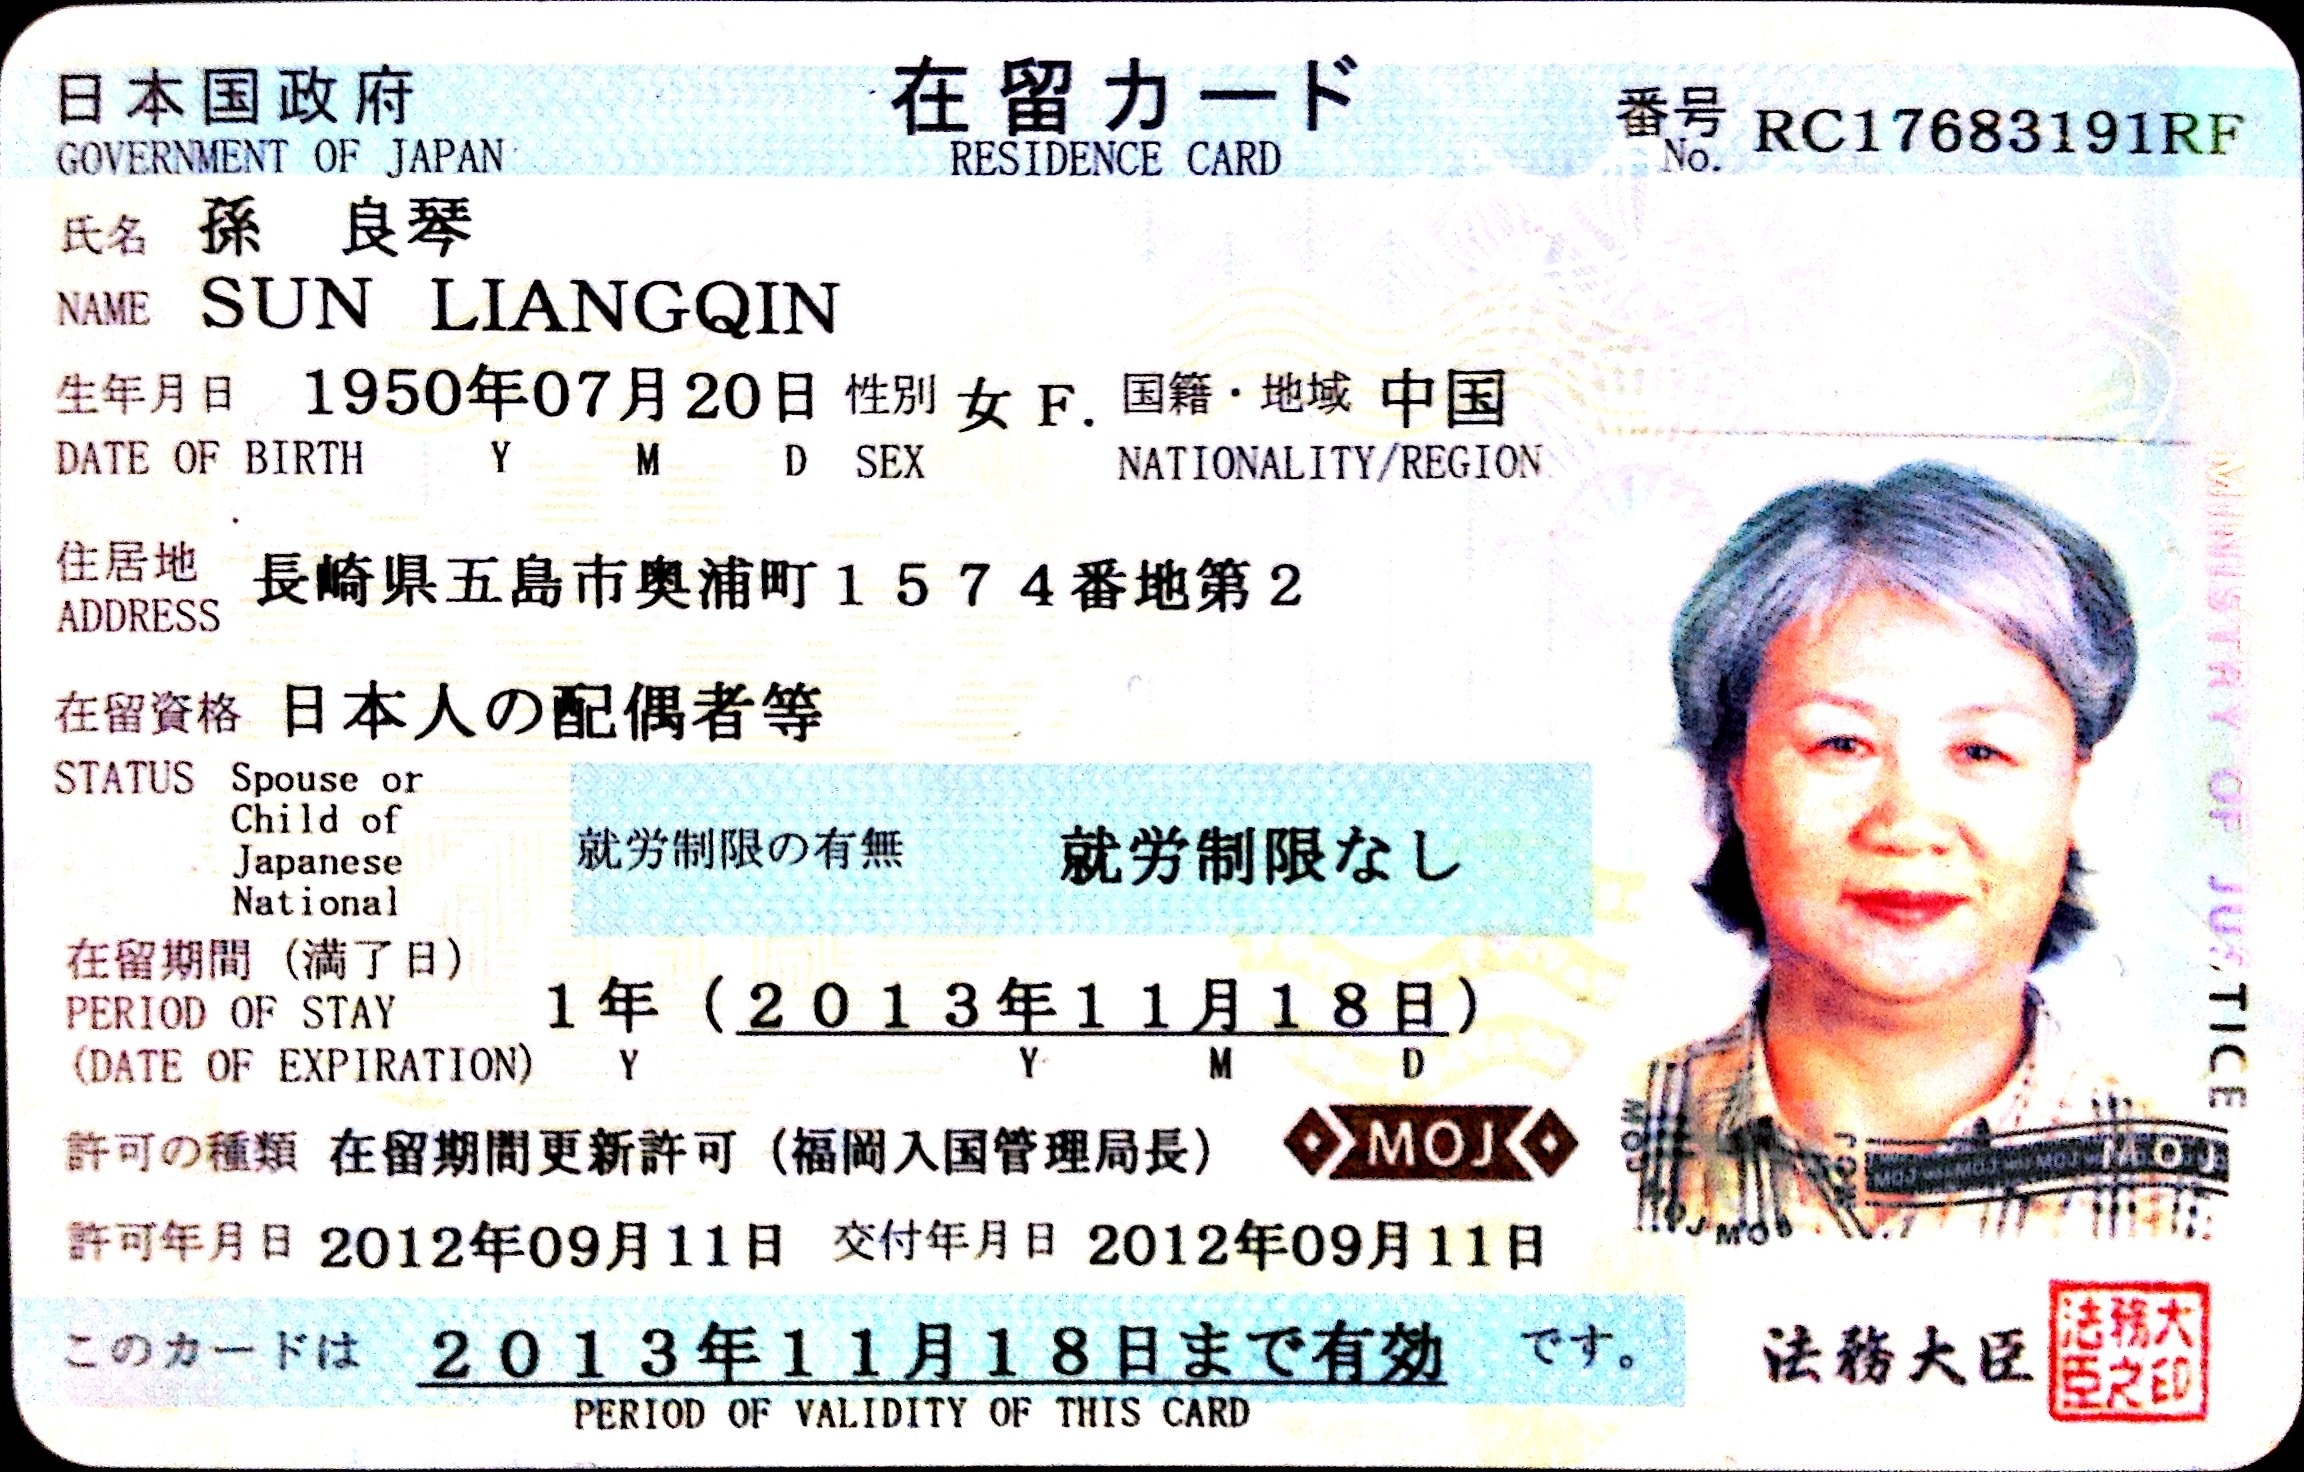 日本国政府 在留カード 番号 RC17683191RF
GOVERNMENT OF JAPAN RESIDENCE CARD No.
氏名 孫 良琴
NAME SUN LIANGQIN
生年月日 1950年07月20日 性別 女 F. 国籍・地域 中国
DATE OF BIRTH Y M D SEX NATIONALITY/REGION
住居地 長崎県五島市奥浦町1574番地第2
ADDRESS
在留資格 日本人の配偶者等
STATUS Spouse or
Child of
Japanese
National
就労制限の有無 就労制限なし
在留期間(満了日)
PERIOD OF STAY 1年(2013年11月18日)
(DATE OF EXPIRATION) Y Y M D
許可の種類 在留期間更新許可(福岡入国管理局長) MOJ
許可年月日 2012年09月11日 交付年月日 2012年09月11日
このカードは 2013年11月18日まで有効 です。
PERIOD OF VALIDITY OF THIS CARD
法務大臣
法務大臣之印
MINISTRY OF JUSTICE
MOJ